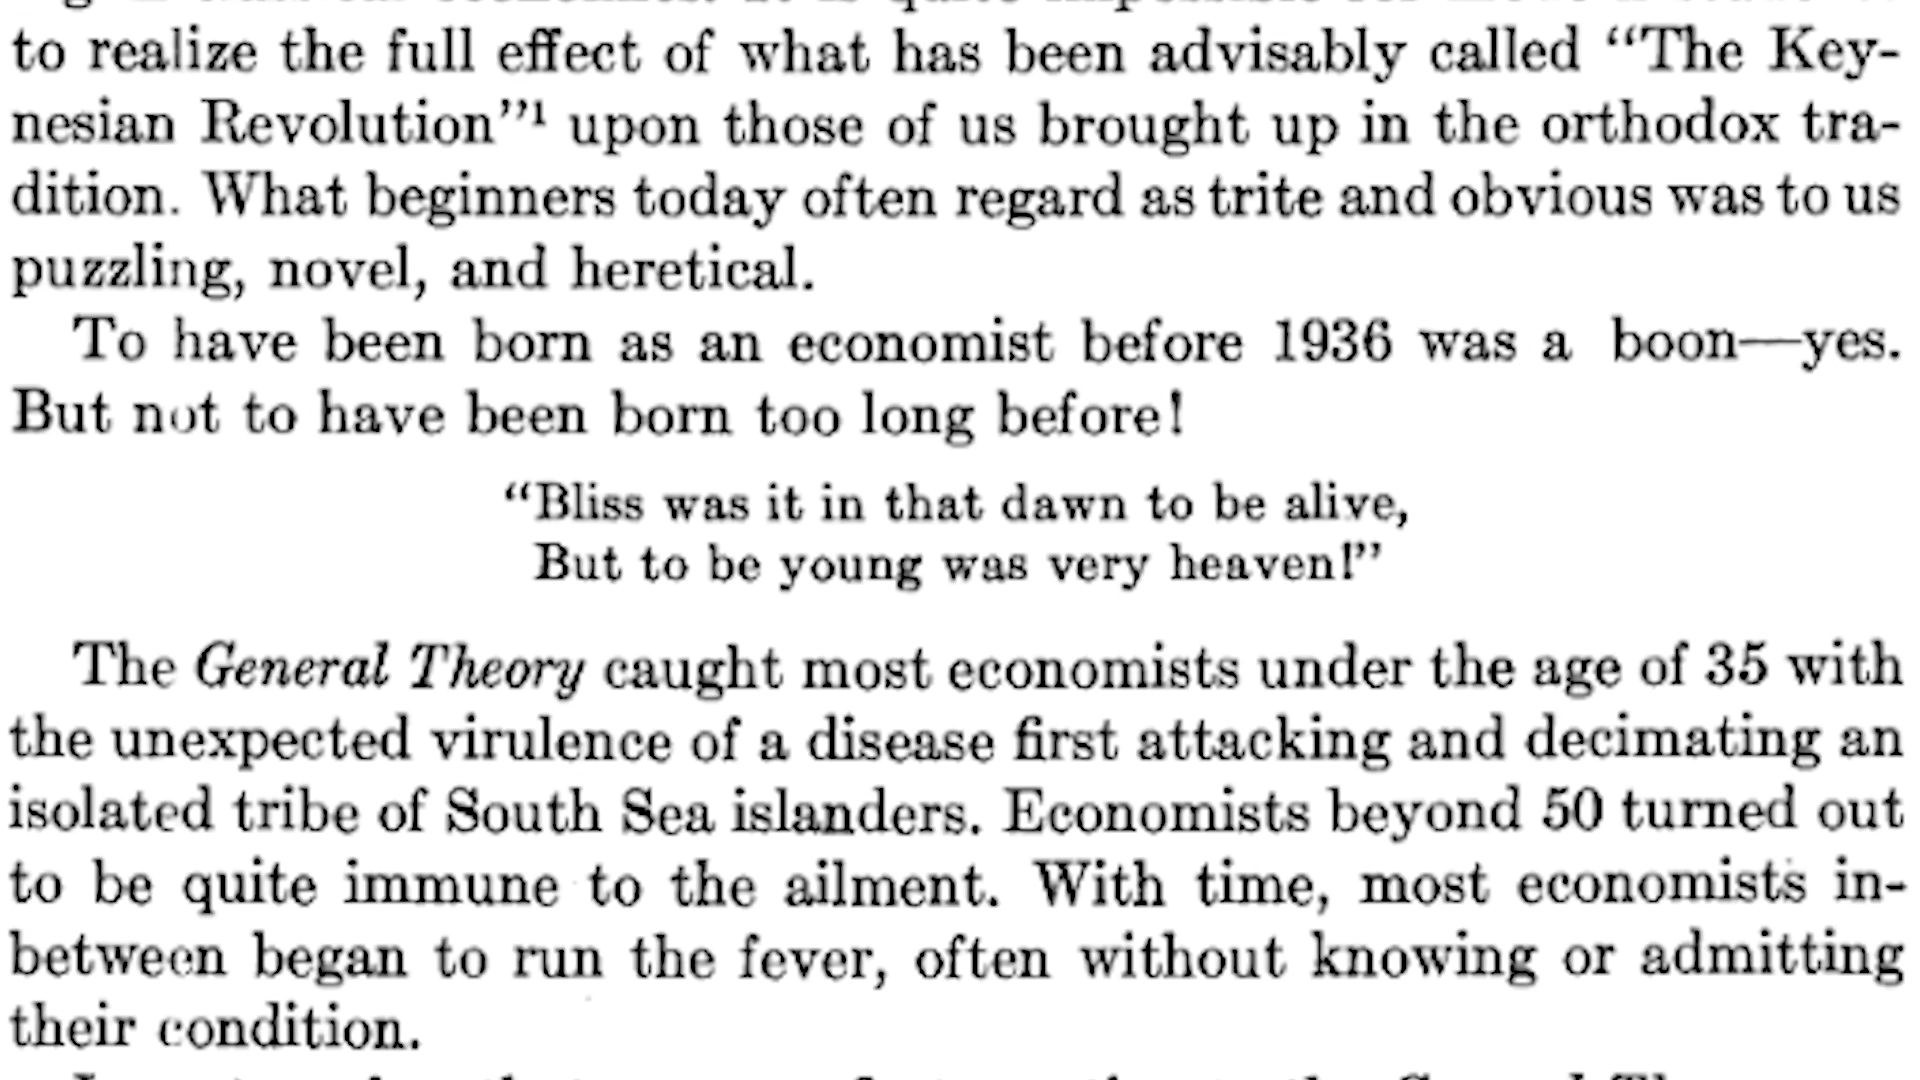 to realize the full effect of what has been advisably called “The Key-
nesian Revolution”¹ upon those of us brought up in the orthodox tra-
dition. What beginners today often regard as trite and obvious was to us
puzzling, novel, and heretical.
To have been born as an economist before 1936 was a boon—yes.
But not to have been born too long before!
“Bliss was it in that dawn to be alive,
But to be young was very heaven!”
The General Theory caught most economists under the age of 35 with
the unexpected virulence of a disease first attacking and decimating an
isolated tribe of South Sea islanders. Economists beyond 50 turned out
to be quite immune to the ailment. With time, most economists in-
between began to run the fever, often without knowing or admitting
their condition.